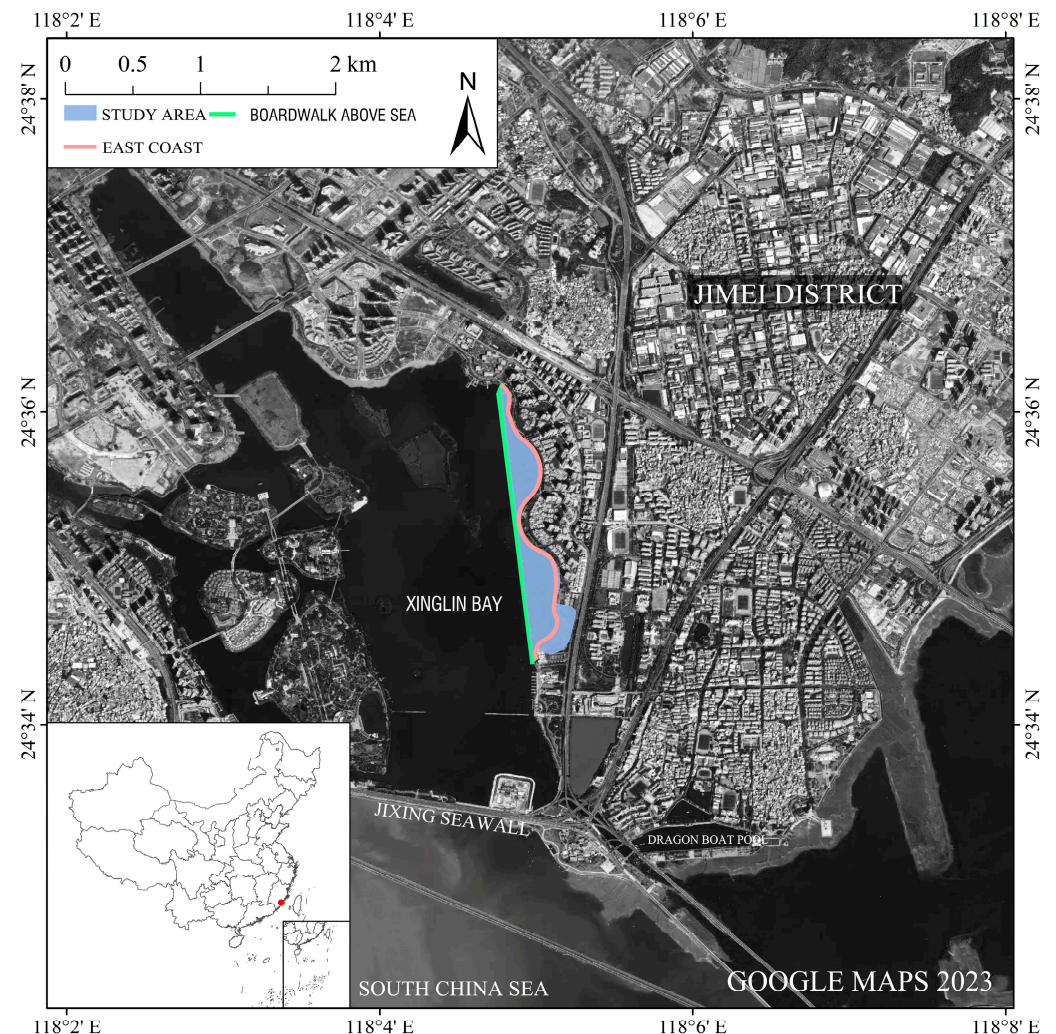 118°2' E 118°4' E 118°6' E 118°8' E
0 0.5 1 2 km
N
STUDY AREA BOARDWALK ABOVE SEA
EAST COAST
24°38' N 24°38' N
JIMEI DISTRICT
24°36' N 24°36' N
XINGLIN BAY
24°34' N 24°34' N
JIXING SEAWALL
DRAGON BOAT POOL
SOUTH CHINA SEA
GOOGLE MAPS 2023
118°2' E 118°4' E 118°6' E 118°8' E